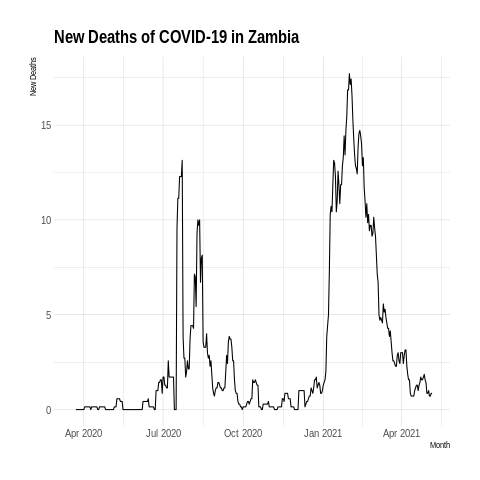 New Deaths of COVID-19 in Zambia
New Deaths
15
10
5
0
Apr 2020 Jul 2020 Oct 2020 Jan 2021 Apr 2021
Month